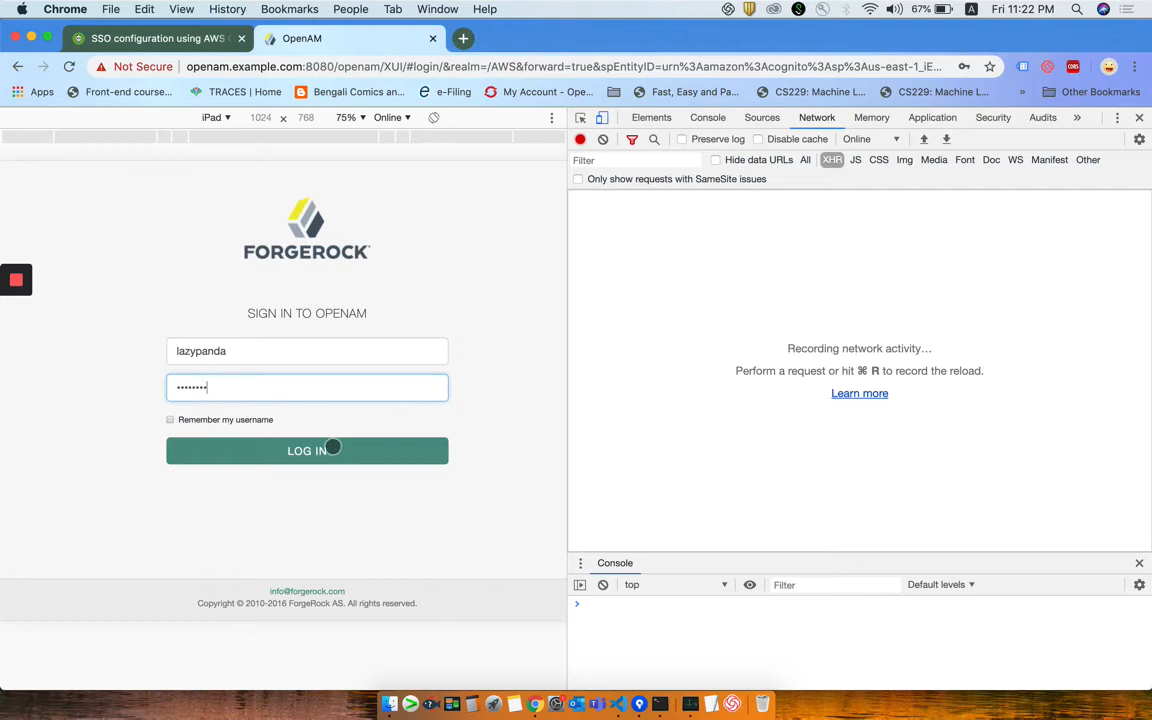 Chrome File Edit View History Bookmarks People Tab Window Help 67% A Fri 11:22 PM
SSO configuration using AWS
OpenAM
Not Secure openam.example.com:8080/openam/XUI/#login/&realm=/AWS&forward=true&spEntityID=urn%3Aamazon%3Acognito%3Asp%3Aus-east-1_iE...
CORS
Apps Front-end course... TRACES | Home Bengali Comics an... e-Filing My Account - Ope... Fast, Easy and Pa... CS229: Machine L... CS229: Machine L... » Other Bookmarks
iPad 1024 × 768 75% Online
Elements Console Sources Network Memory Application Security Audits »
Preserve log Disable cache Online
Filter Hide data URLs All XHR JS CSS Img Media Font Doc WS Manifest Other
Only show requests with SameSite issues
FORGEROCK
SIGN IN TO OPENAM
lazypanda
••••••••
Remember my username
LOG IN
info@forgerock.com
Copyright © 2010-2016 ForgeRock AS. All rights reserved.
Recording network activity…
Perform a request or hit ⌘ R to record the reload.
Learn more
Console
top Filter Default levels